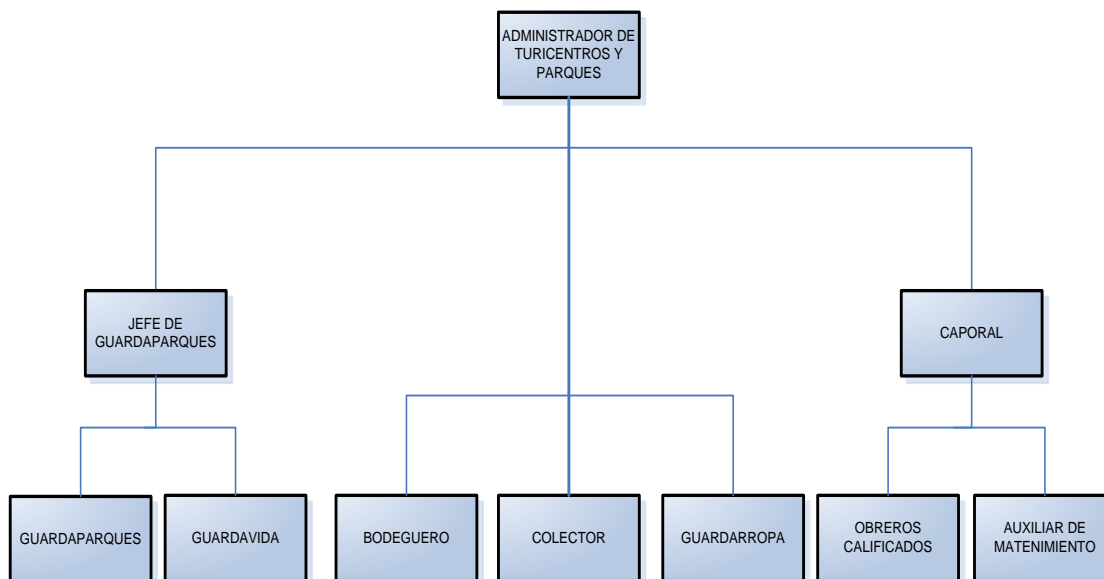 ADMINISTRADOR DE
TURICENTROS Y
PARQUES
JEFE DE
GUARDAPARQUES
CAPORAL
GUARDAPARQUES
GUARDAVIDA
BODEGUERO
COLECTOR
GUARDARROPA
OBREROS
CALIFICADOS
AUXILIAR DE
MATENIMIENTO